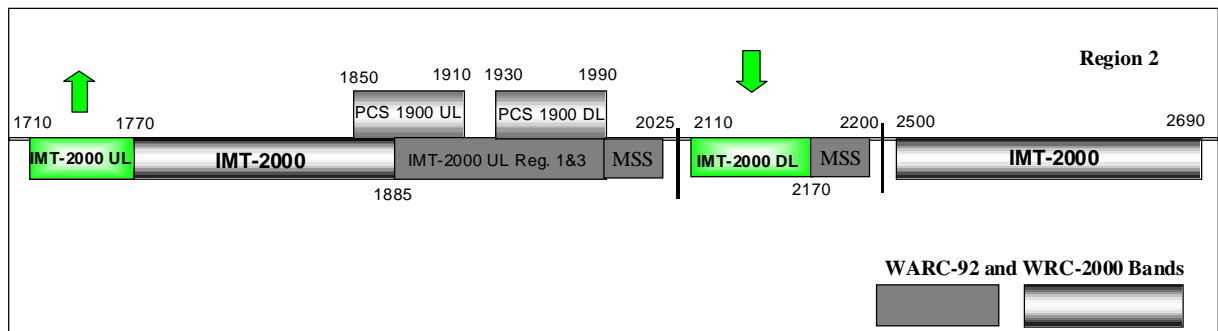 Region 2
1850
1910
1930
1990
PCS 1900 UL
PCS 1900 DL
1710
1770
2025
2110
2200
2500
2690
IMT-2000 UL
IMT-2000
IMT-2000 UL Reg. 1&3
MSS
IMT-2000 DL
MSS
IMT-2000
1885
2170
WARC-92 and WRC-2000 Bands